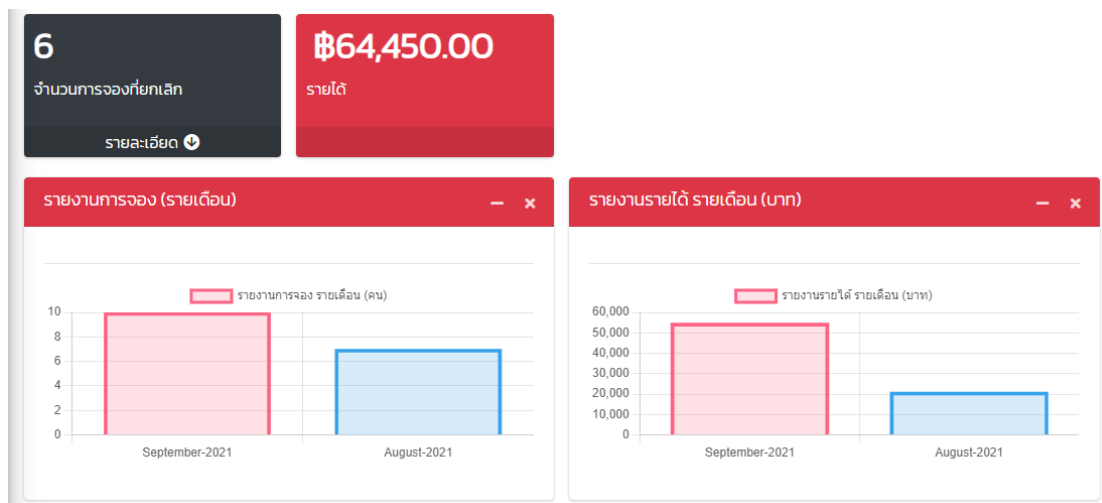 6
จำนวนการจองที่ยกเลิก
รายละเอียด
฿64,450.00
รายได้
รายงานการจอง (รายเดือน)
รายงานการจอง รายเดือน (คน)
10
8
6
4
2
0
September-2021 August-2021
รายงานรายได้ รายเดือน (บาท)
รายงานรายได้ รายเดือน (บาท)
60,000
50,000
40,000
30,000
20,000
10,000
0
September-2021 August-2021